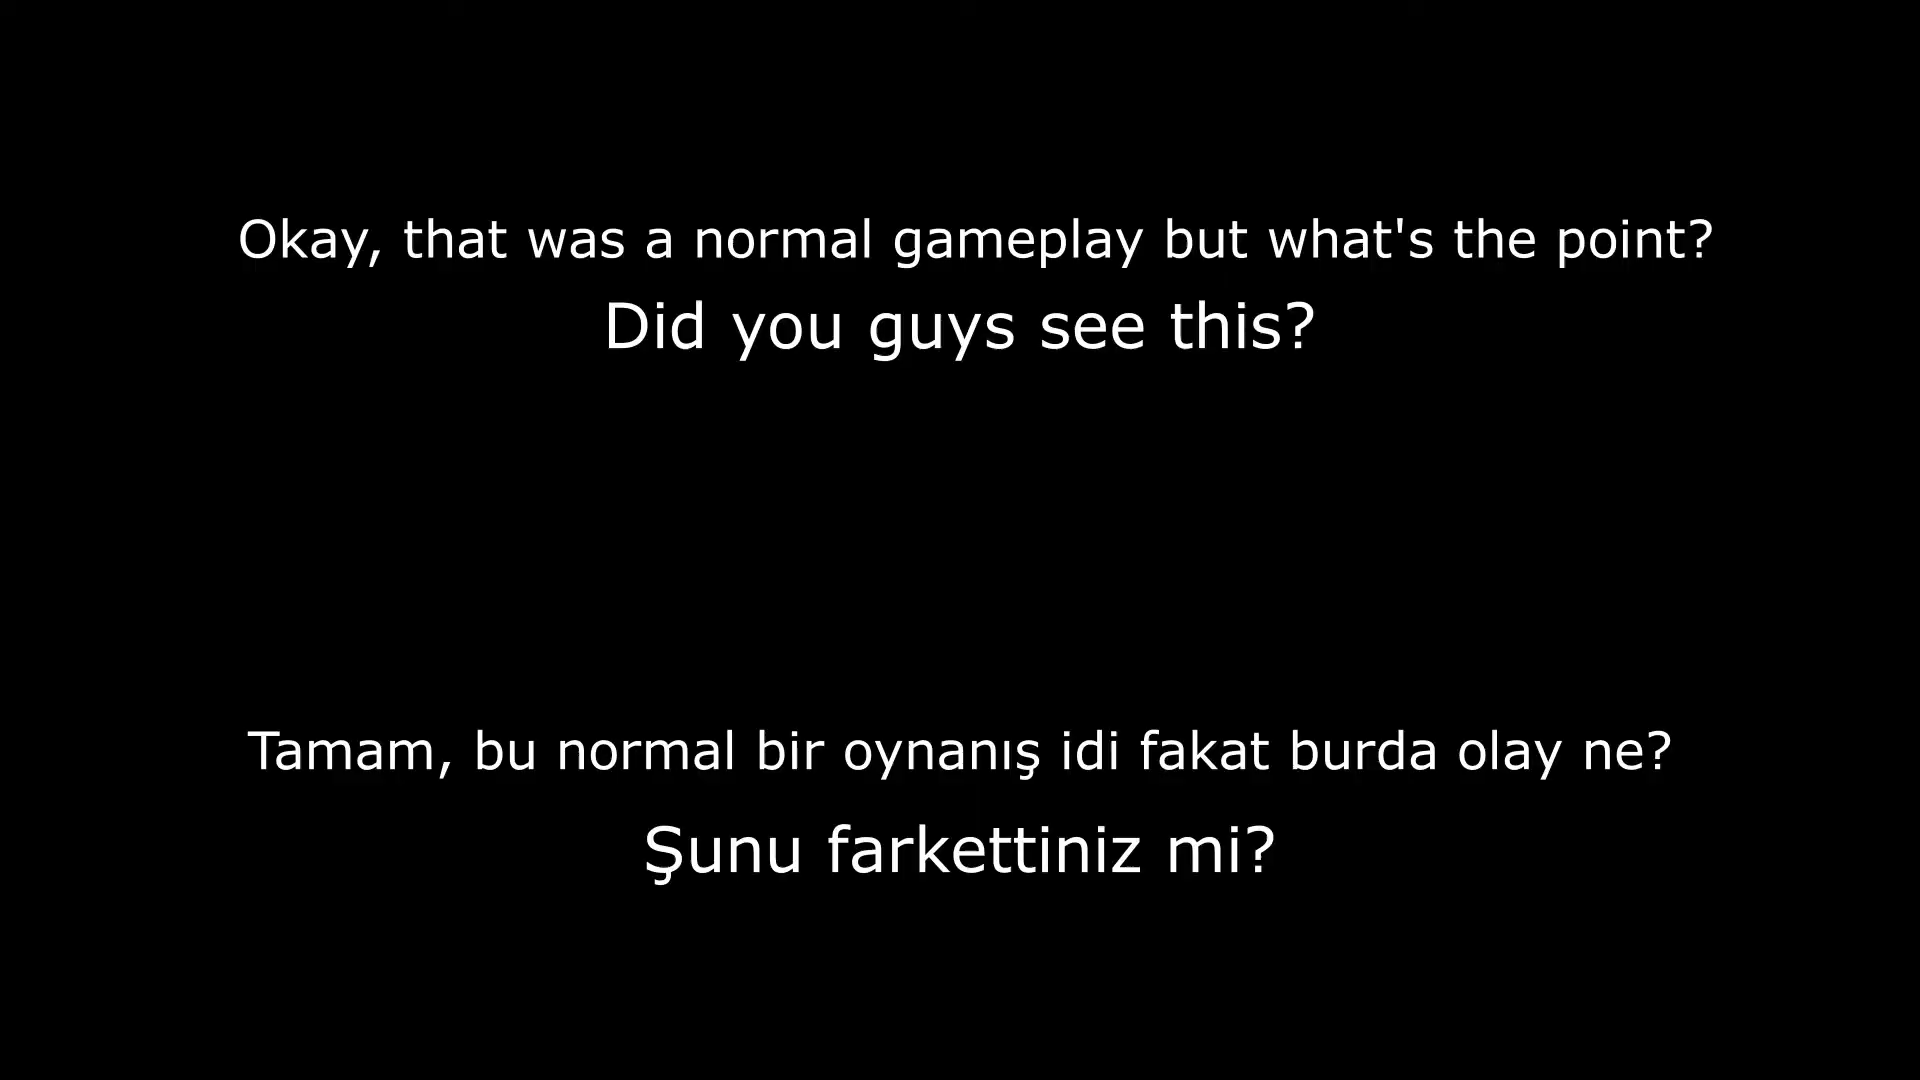 Okay, that was a normal gameplay but what's the point?
Did you guys see this?
Tamam, bu normal bir oynanış idi fakat burda olay ne?
Şunu farkettiniz mi?